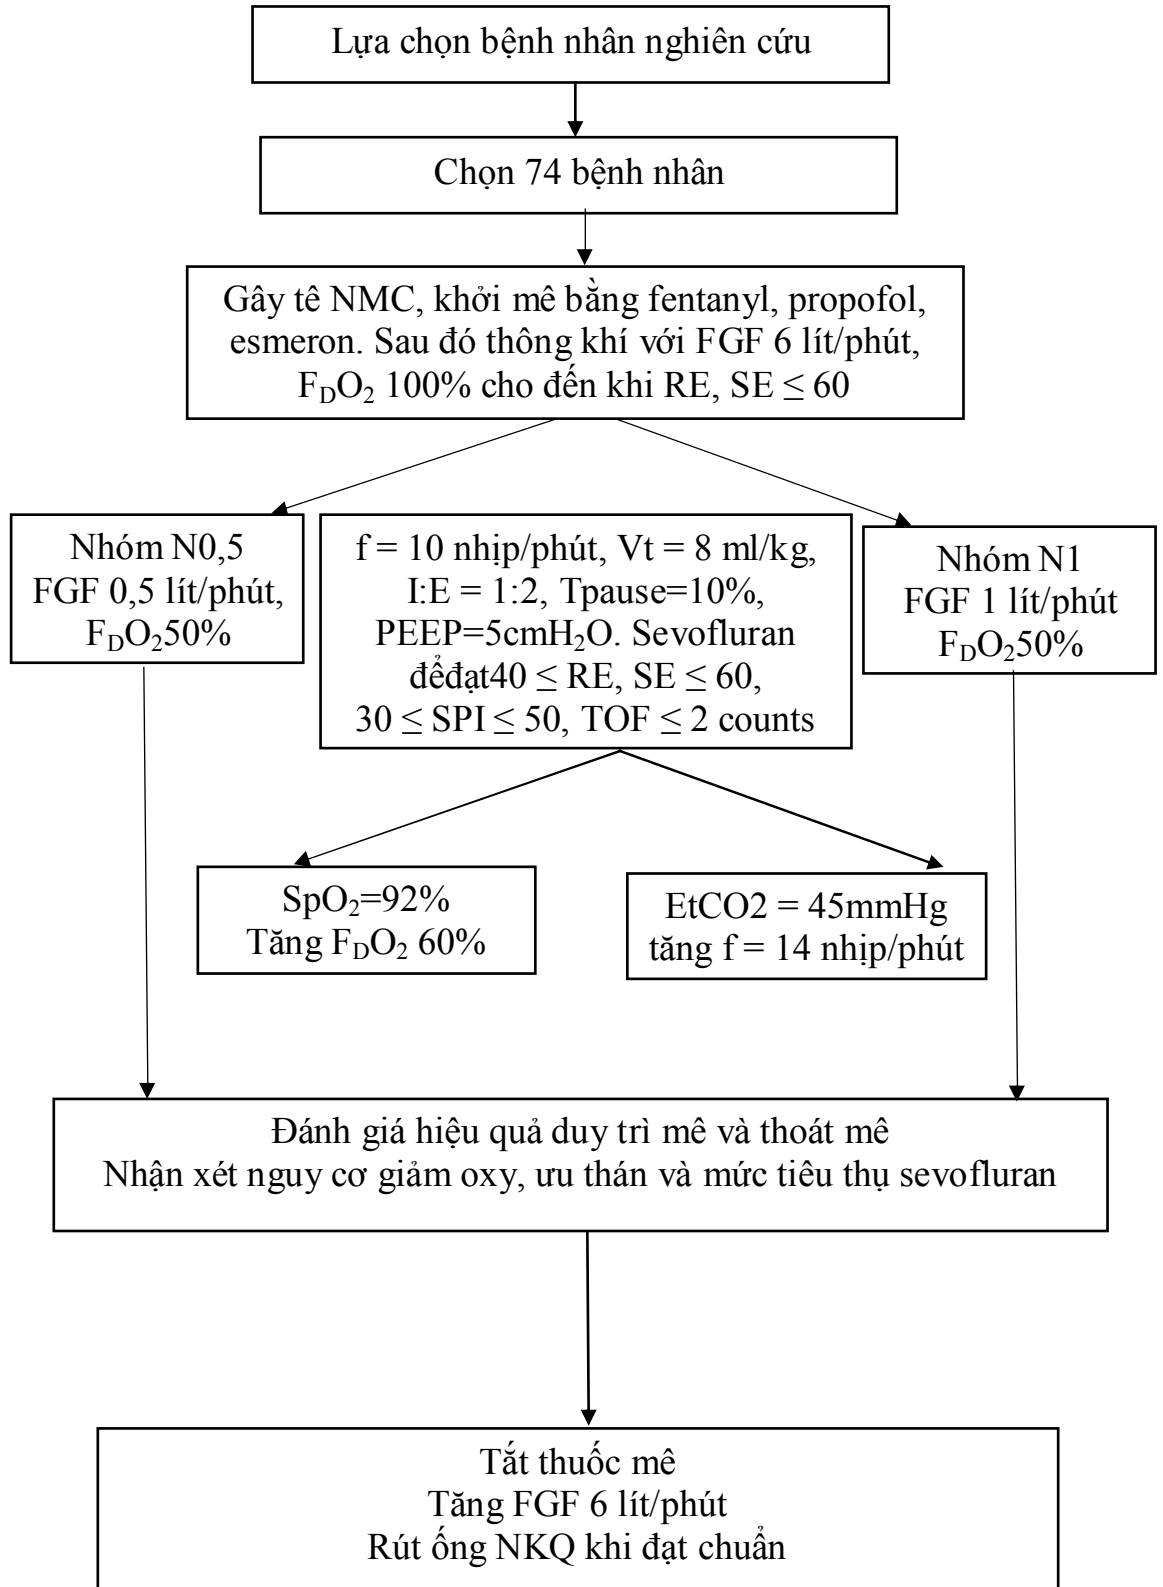 Lựa chọn bệnh nhân nghiên cứu
Chọn 74 bệnh nhân
Gây tê NMC, khởi mê bằng fentanyl, propofol,
esmeron. Sau đó thông khí với FGF 6 lít/phút,
F_DO₂ 100% cho đến khi RE, SE ≤ 60
Nhóm N0,5
FGF 0,5 lít/phút,
F_DO₂50%
f = 10 nhịp/phút, Vt = 8 ml/kg,
I:E = 1:2, Tpause=10%,
PEEP=5cmH₂O. Sevofluran
đểđạt40 ≤ RE, SE ≤ 60,
30 ≤ SPI ≤ 50, TOF ≤ 2 counts
Nhóm N1
FGF 1 lít/phút
F_DO₂50%
SpO₂=92%
Tăng F_DO₂ 60%
EtCO2 = 45mmHg
tăng f = 14 nhịp/phút
Đánh giá hiệu quả duy trì mê và thoát mê
Nhận xét nguy cơ giảm oxy, ưu thán và mức tiêu thụ sevofluran
Tắt thuốc mê
Tăng FGF 6 lít/phút
Rút ống NKQ khi đạt chuẩn